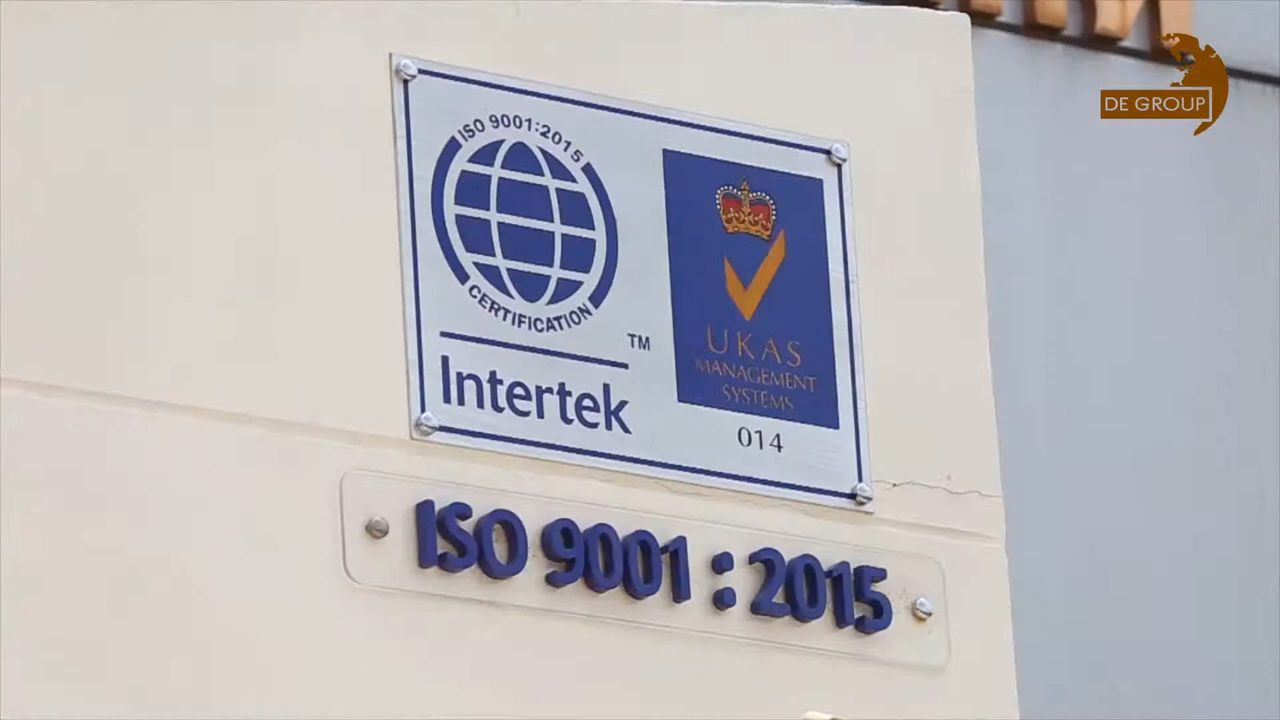 DE GROUP
ISO 9001:2015
CERTIFICATION
TM
Intertek
UKAS
MANAGEMENT
SYSTEMS
014
ISO 9001 : 2015